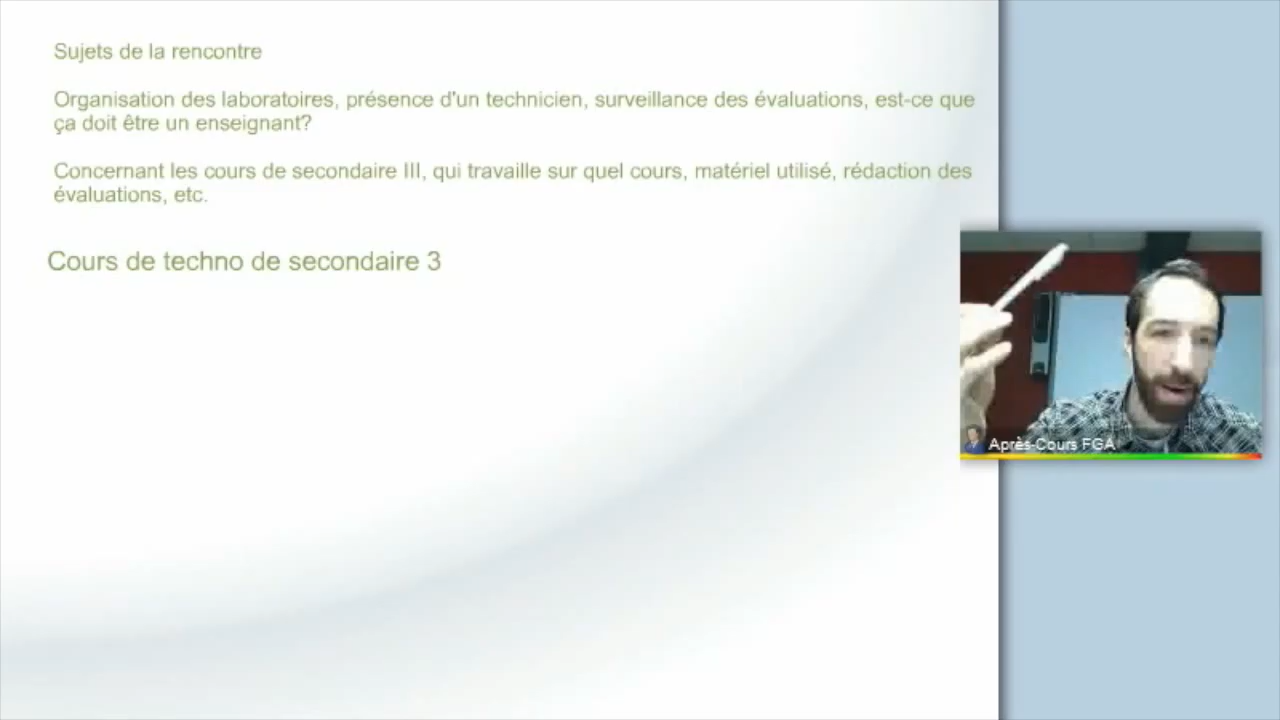 Sujets de la rencontre
Organisation des laboratoires, présence d'un technicien, surveillance des évaluations, est-ce que
ça doit être un enseignant?
Concernant les cours de secondaire III, qui travaille sur quel cours, matériel utilisé, rédaction des
évaluations, etc.
Cours de techno de secondaire 3
Après-Cours FGA